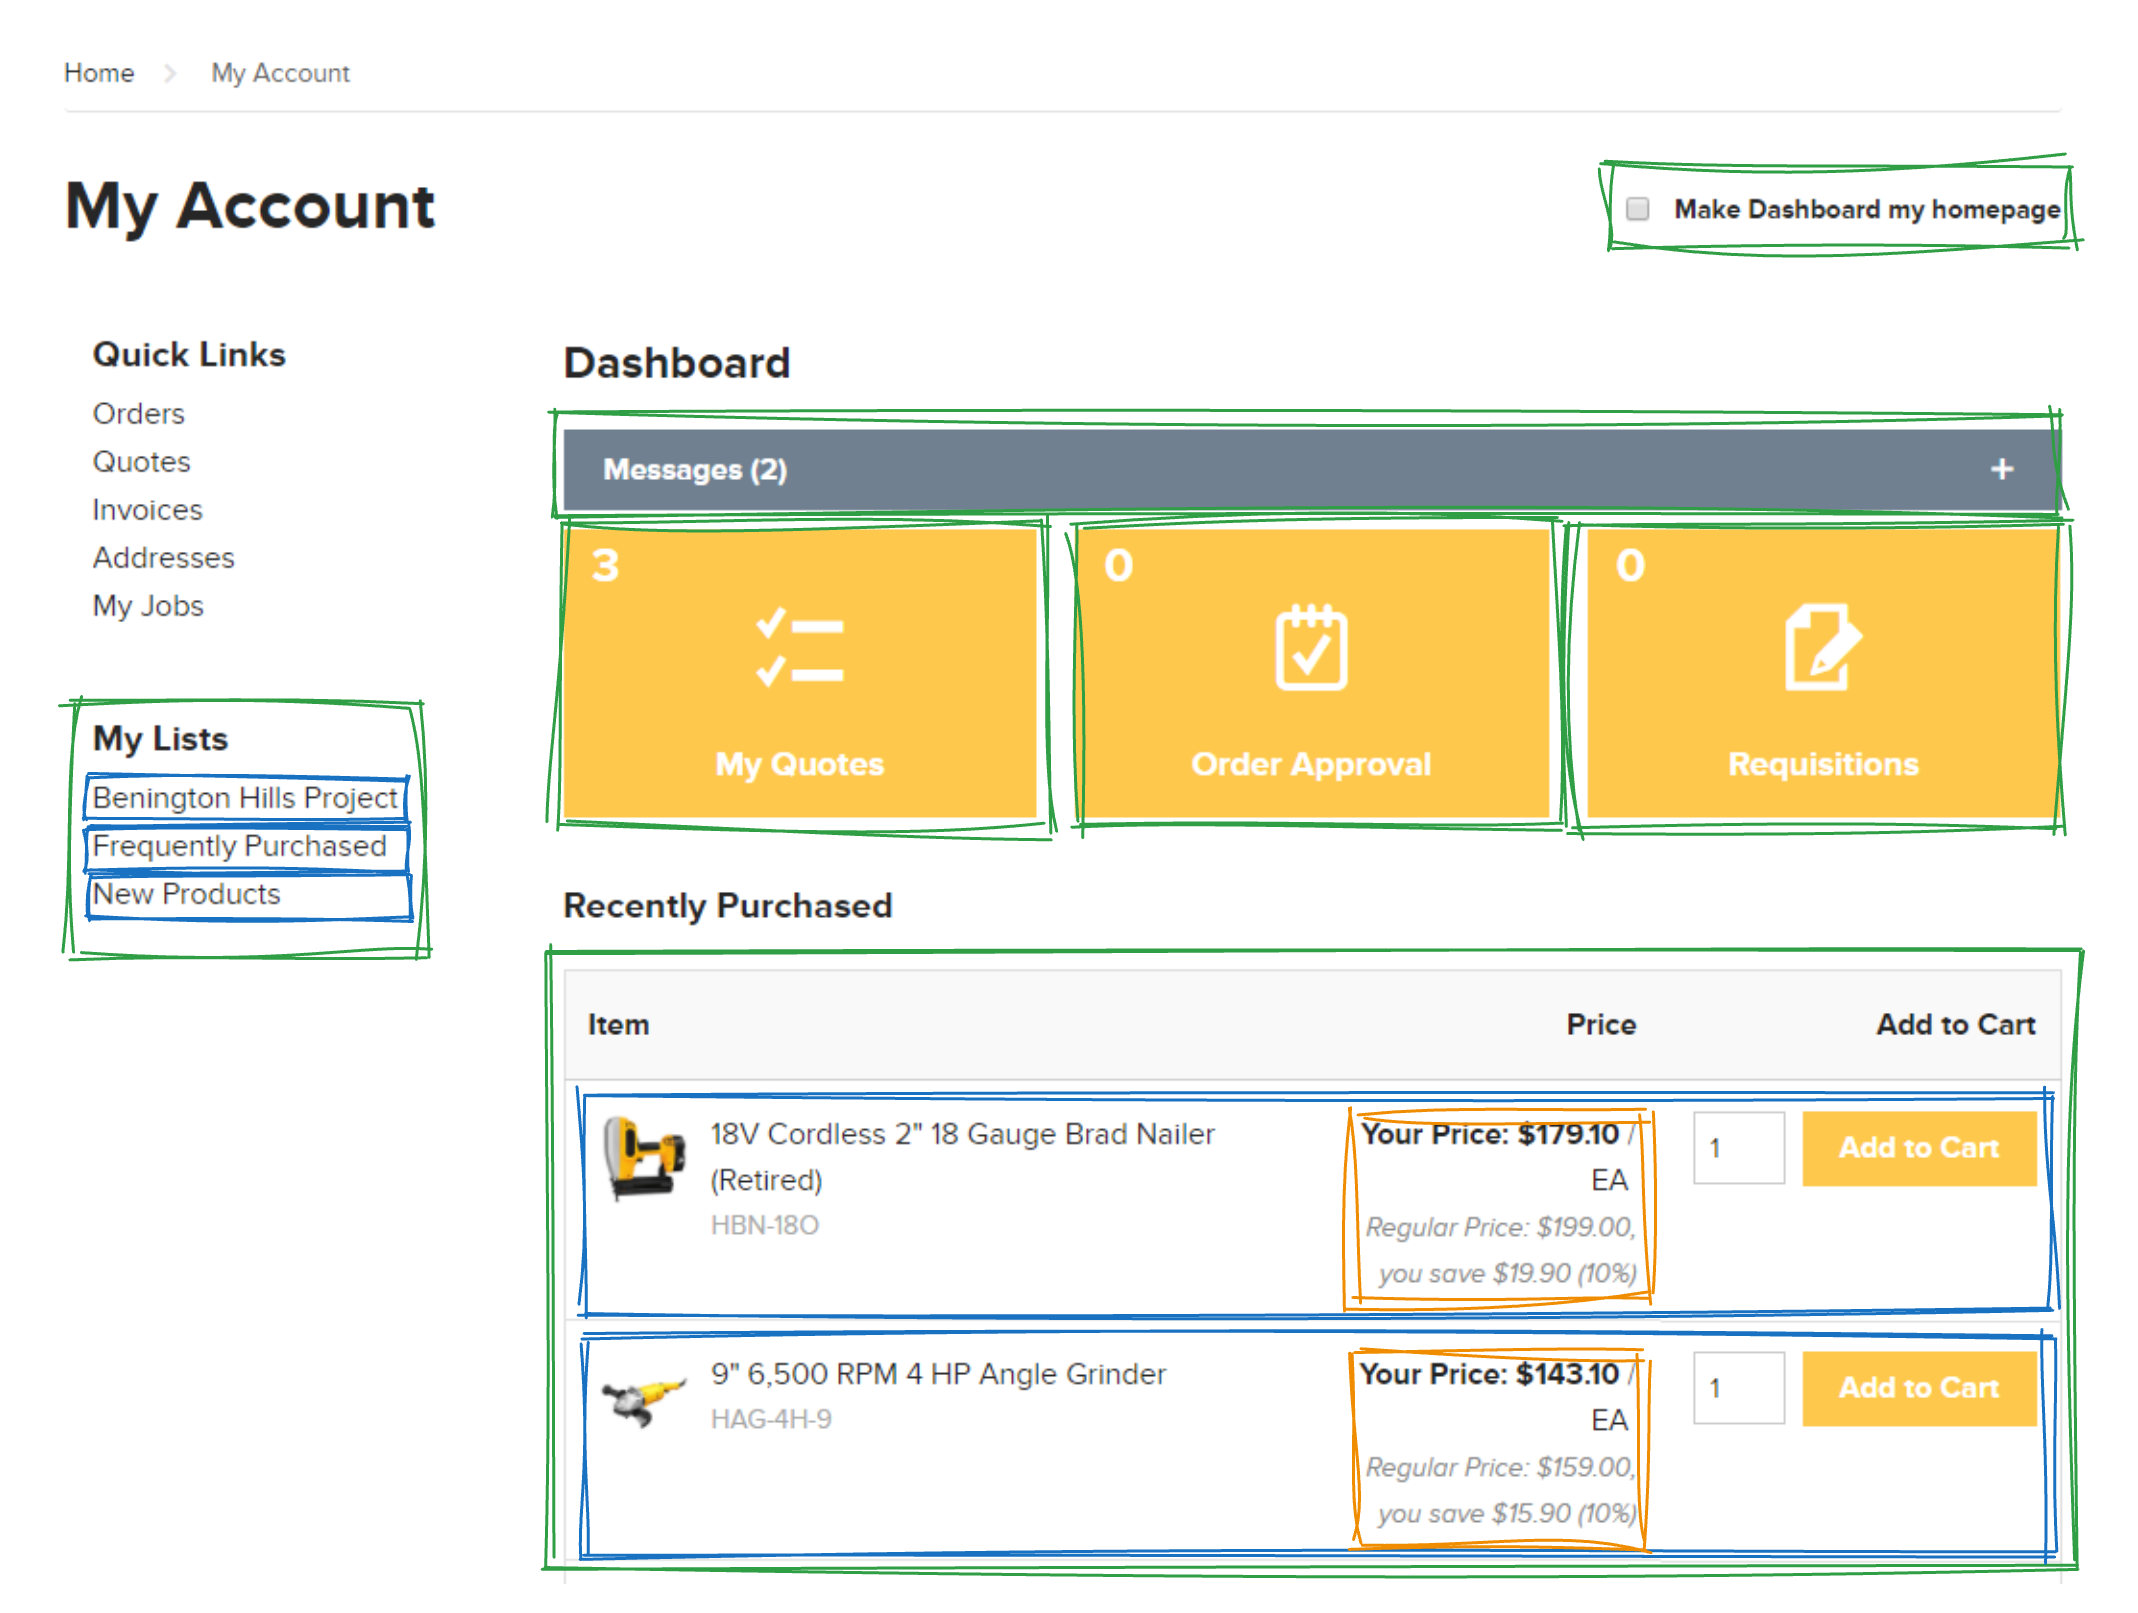 Home
My Account
My Account
Make Dashboard my homepage
Quick Links
Orders
Quotes
Invoices
Addresses
My Jobs
My Lists
Benington Hills Project
Frequently Purchased
New Products
Dashboard
Messages (2)
+
3
My Quotes
0
Order Approval
0
Requisitions
Recently Purchased
Item
Price
Add to Cart
18V Cordless 2" 18 Gauge Brad Nailer
(Retired)
HBN-18O
Your Price: $179.10 /
EA
Regular Price: $199.00,
you save $19.90 (10%)
1
Add to Cart
9" 6,500 RPM 4 HP Angle Grinder
HAG-4H-9
Your Price: $143.10 /
EA
Regular Price: $159.00,
you save $15.90 (10%)
1
Add to Cart